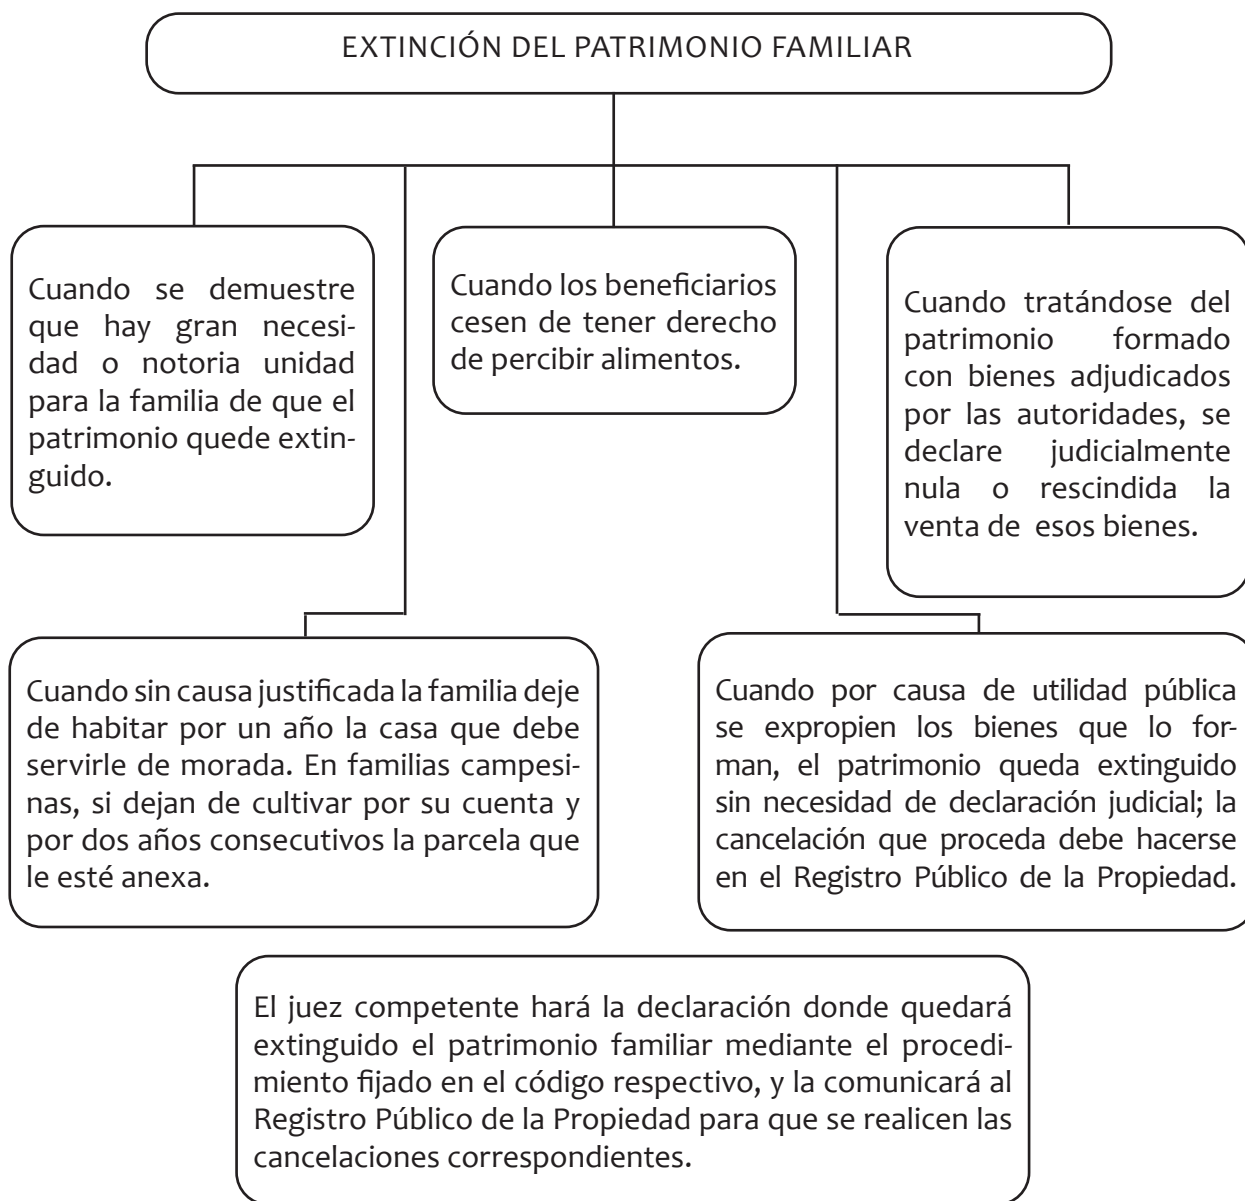 EXTINCIÓN DEL PATRIMONIO FAMILIAR
Cuando se demuestre
que hay gran necesi-
dad o notoria unidad
para la familia de que el
patrimonio quede extin-
guido.
Cuando los beneficiarios
cesen de tener derecho
de percibir alimentos.
Cuando tratándose del
patrimonio formado
con bienes adjudicados
por las autoridades, se
declare judicialmente
nula o rescindida la
venta de esos bienes.
Cuando sin causa justificada la familia deje
de habitar por un año la casa que debe
servirle de morada. En familias campesi-
nas, si dejan de cultivar por su cuenta y
por dos años consecutivos la parcela que
le esté anexa.
Cuando por causa de utilidad pública
se expropien los bienes que lo for-
man, el patrimonio queda extinguido
sin necesidad de declaración judicial; la
cancelación que proceda debe hacerse
en el Registro Público de la Propiedad.
El juez competente hará la declaración donde quedará
extinguido el patrimonio familiar mediante el procedi-
miento fijado en el código respectivo, y la comunicará al
Registro Público de la Propiedad para que se realicen las
cancelaciones correspondientes.